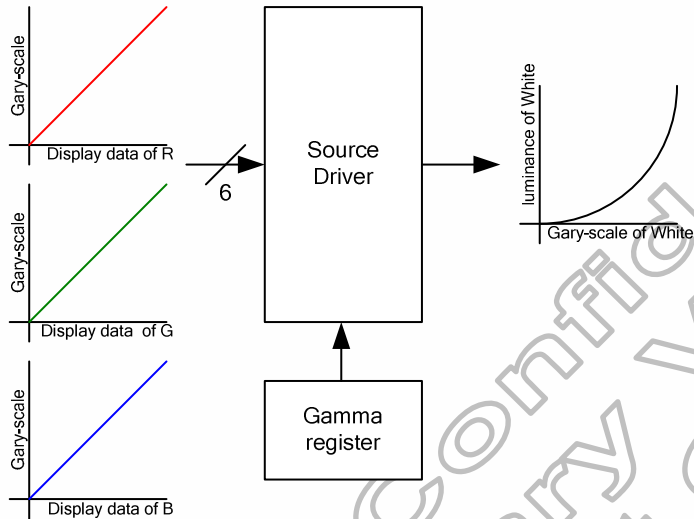 Gary-scale
Display data of R
Gary-scale
Display data of G
Gary-scale
Display data of B
6
Source
Driver
Gamma
register
luminance of White
Gary-scale of White
Confid